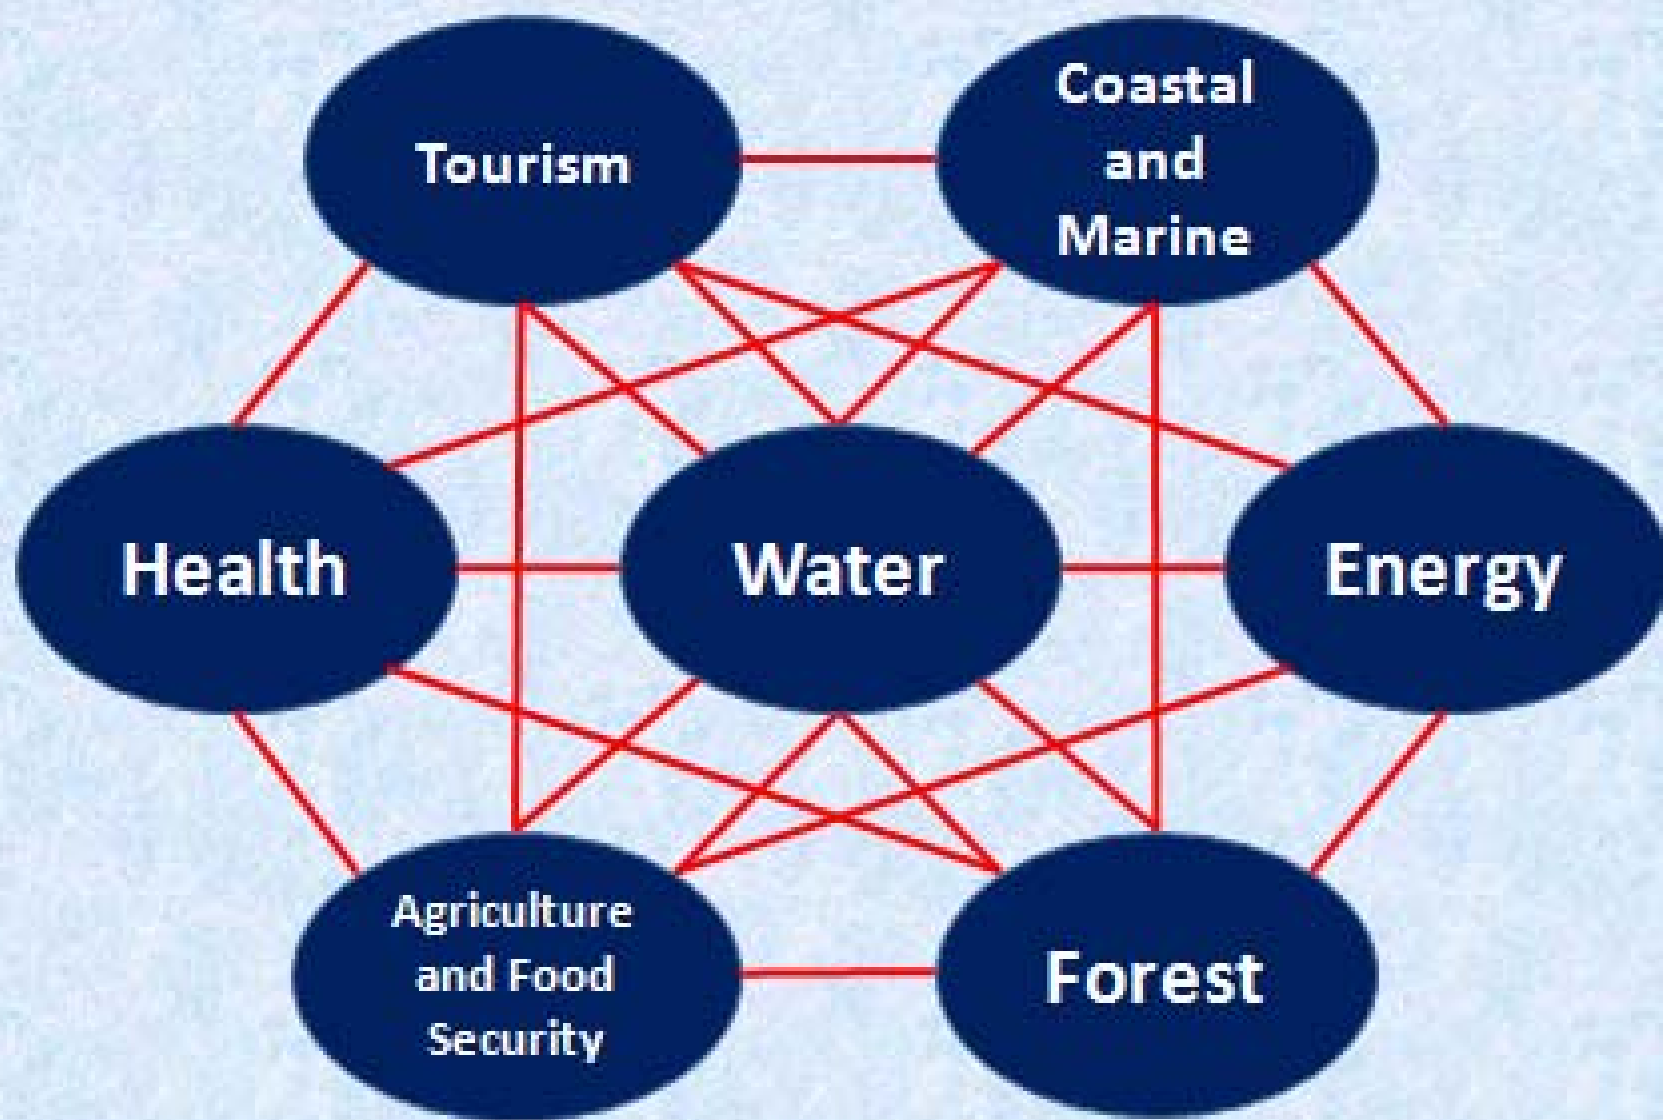 Tourism
Coastal
and
Marine
Health
Water
Energy
Agriculture
and Food
Security
Forest